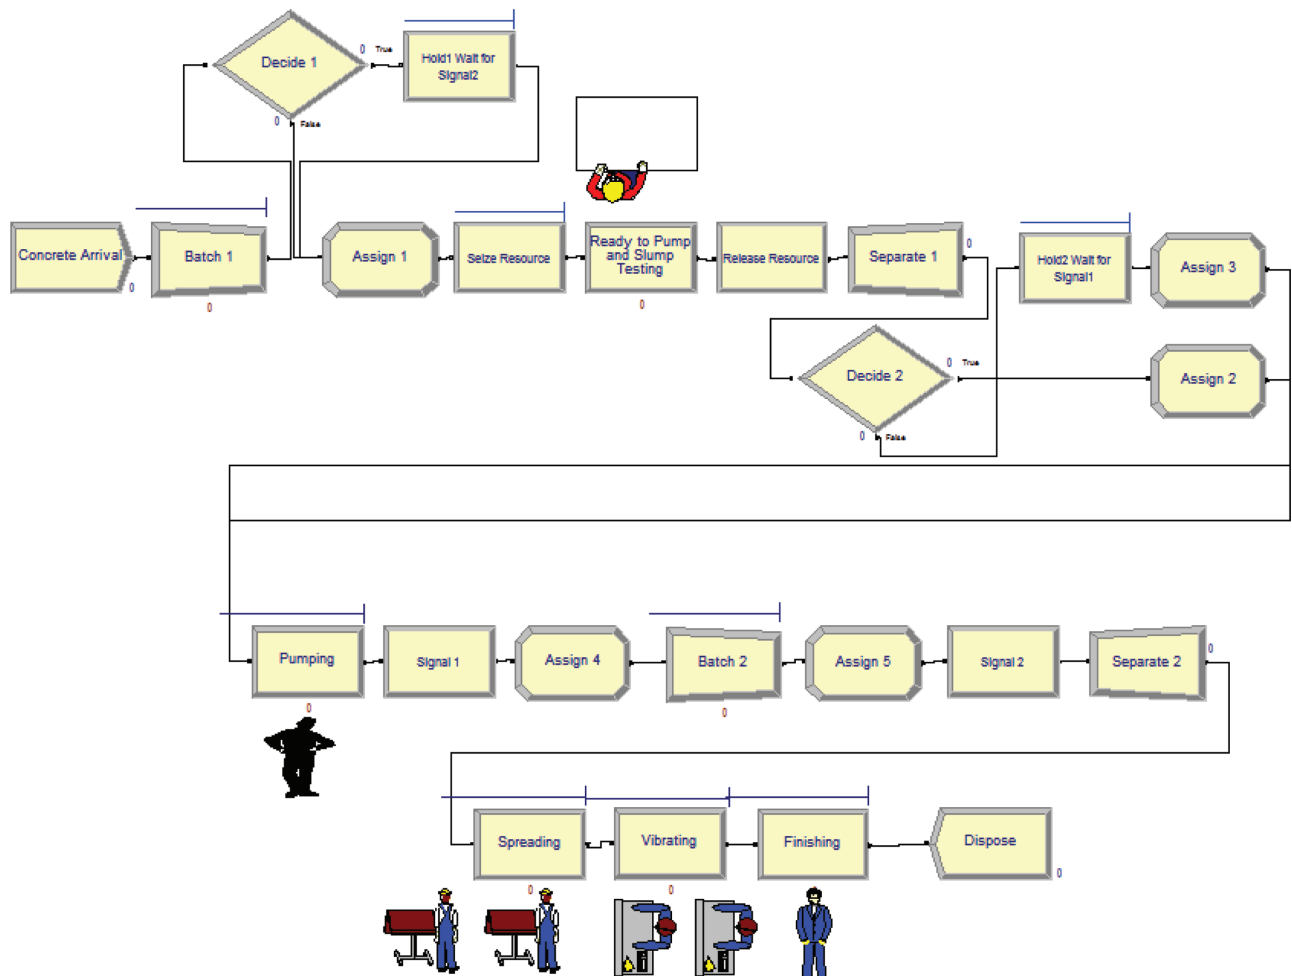 Decide 1
0
True
Hold1 Wait for
Signal2
0
False
Concrete Arrival
0
Batch 1
0
Assign 1
Seize Resource
Ready to Pump
and Slump
Testing
0
Release Resource
Separate 1
0
Hold2 Wait for
Signal1
Assign 3
Decide 2
0
True
0
False
Assign 2
Pumping
0
Signal 1
Assign 4
Batch 2
0
Assign 5
Signal 2
Separate 2
0
Spreading
0
Vibrating
0
Finishing
Dispose
0